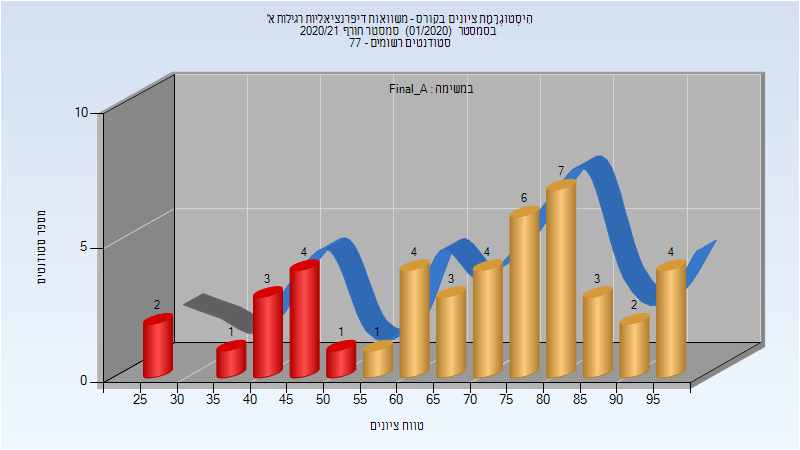 היסטוגרמת ציונים בקורס - משוואות דיפרנציאליות רגילות א'
בסמסטר (01/2020) סמסטר חורף 2020/21
סטודנטים רשומים - 77
במשימה : Final_A
מספר סטודנטים
10
5
0
2
1
3
4
1
1
4
3
4
6
7
3
2
4
25 30 35 40 45 50 55 60 65 70 75 80 85 90 95
טווח ציונים